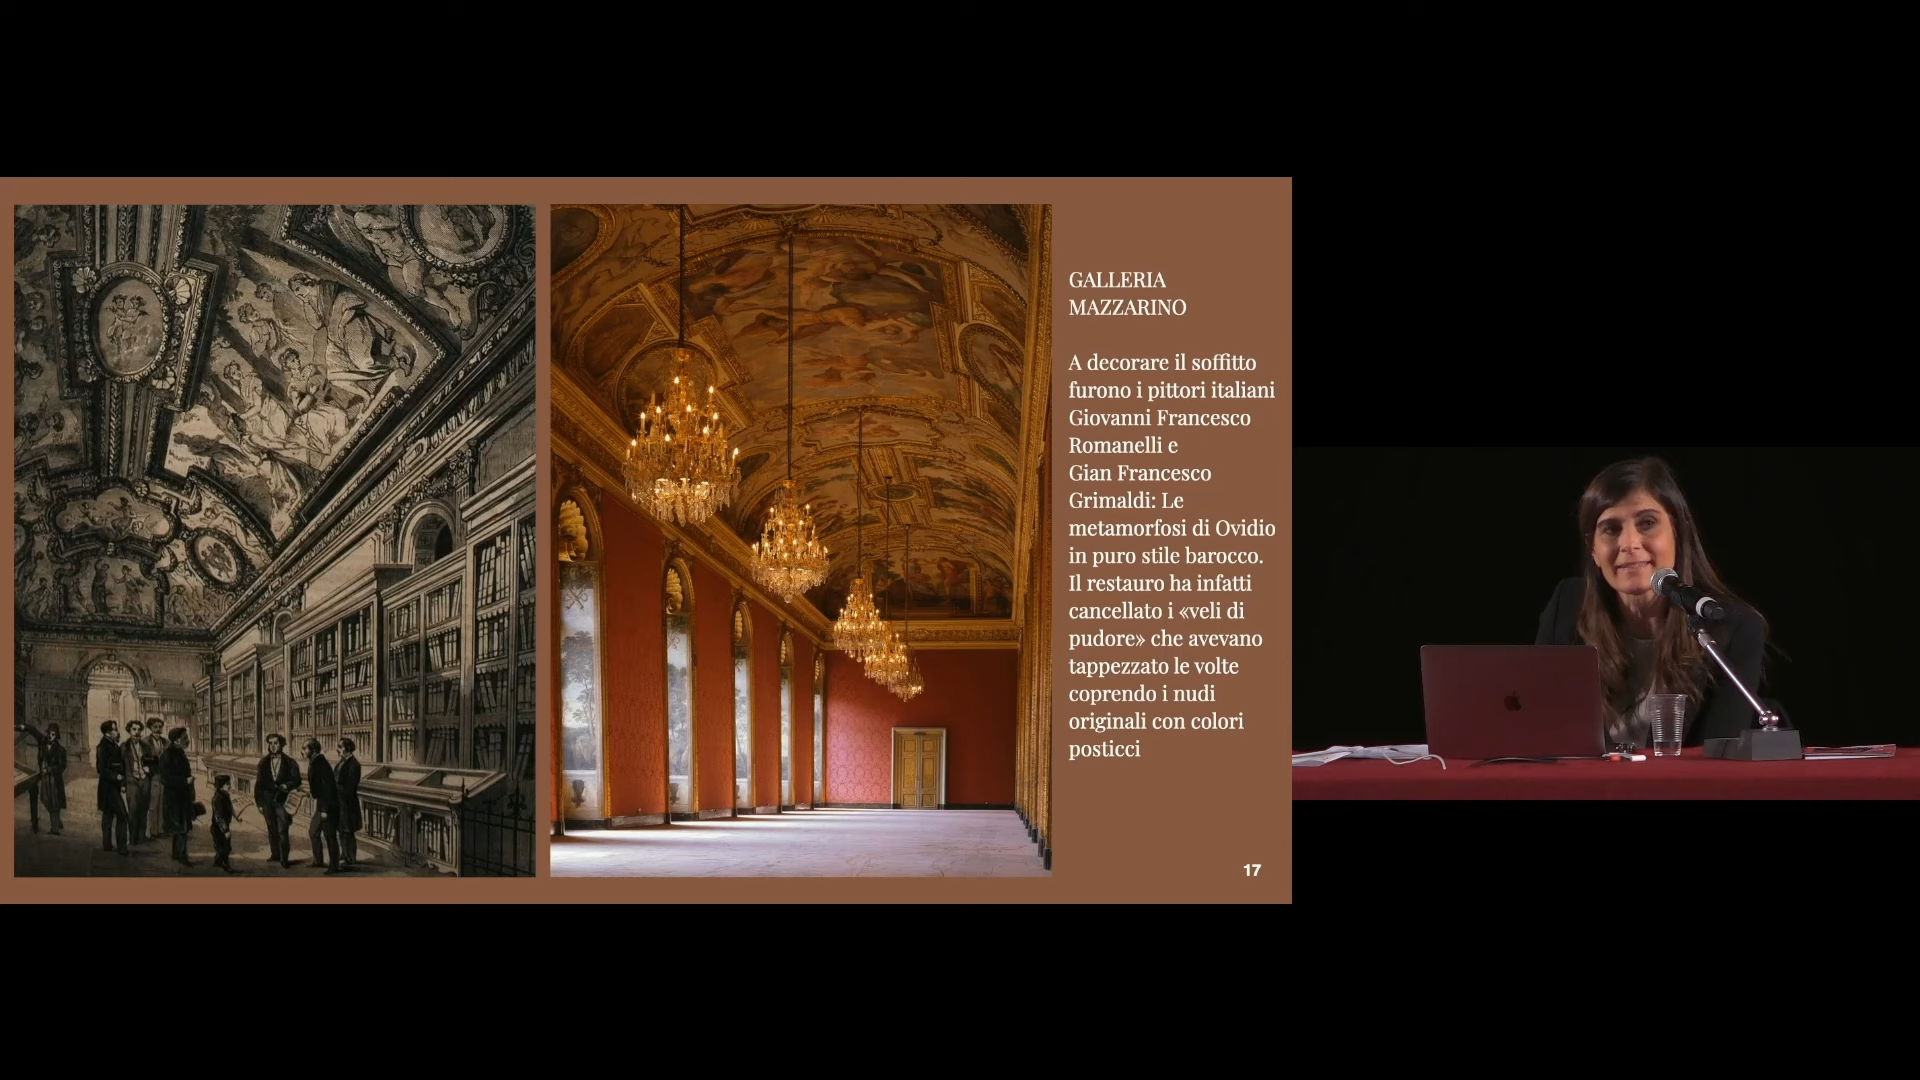 GALLERIA
MAZZARINO
A decorare il soffitto
furono i pittori italiani
Giovanni Francesco
Romanelli e
Gian Francesco
Grimaldi: Le
metamorfosi di Ovidio
in puro stile barocco.
Il restauro ha infatti
cancellato i «veli di
pudore» che avevano
tappezzato le volte
coprendo i nudi
originali con colori
posticci
17